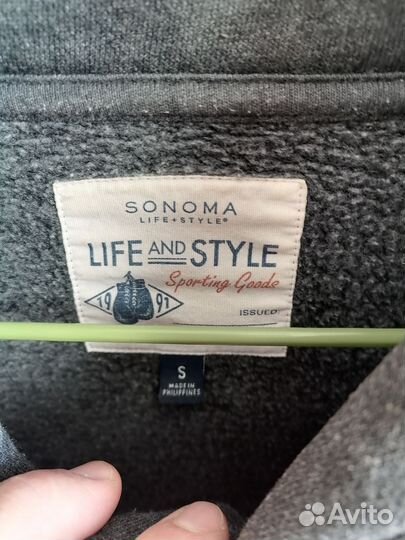 SONOMA
LIFE+STYLE®
LIFE AND STYLE
Sporting Goods
19 91
ISSUED
S
MADE IN
PHILIPPINES
Avito